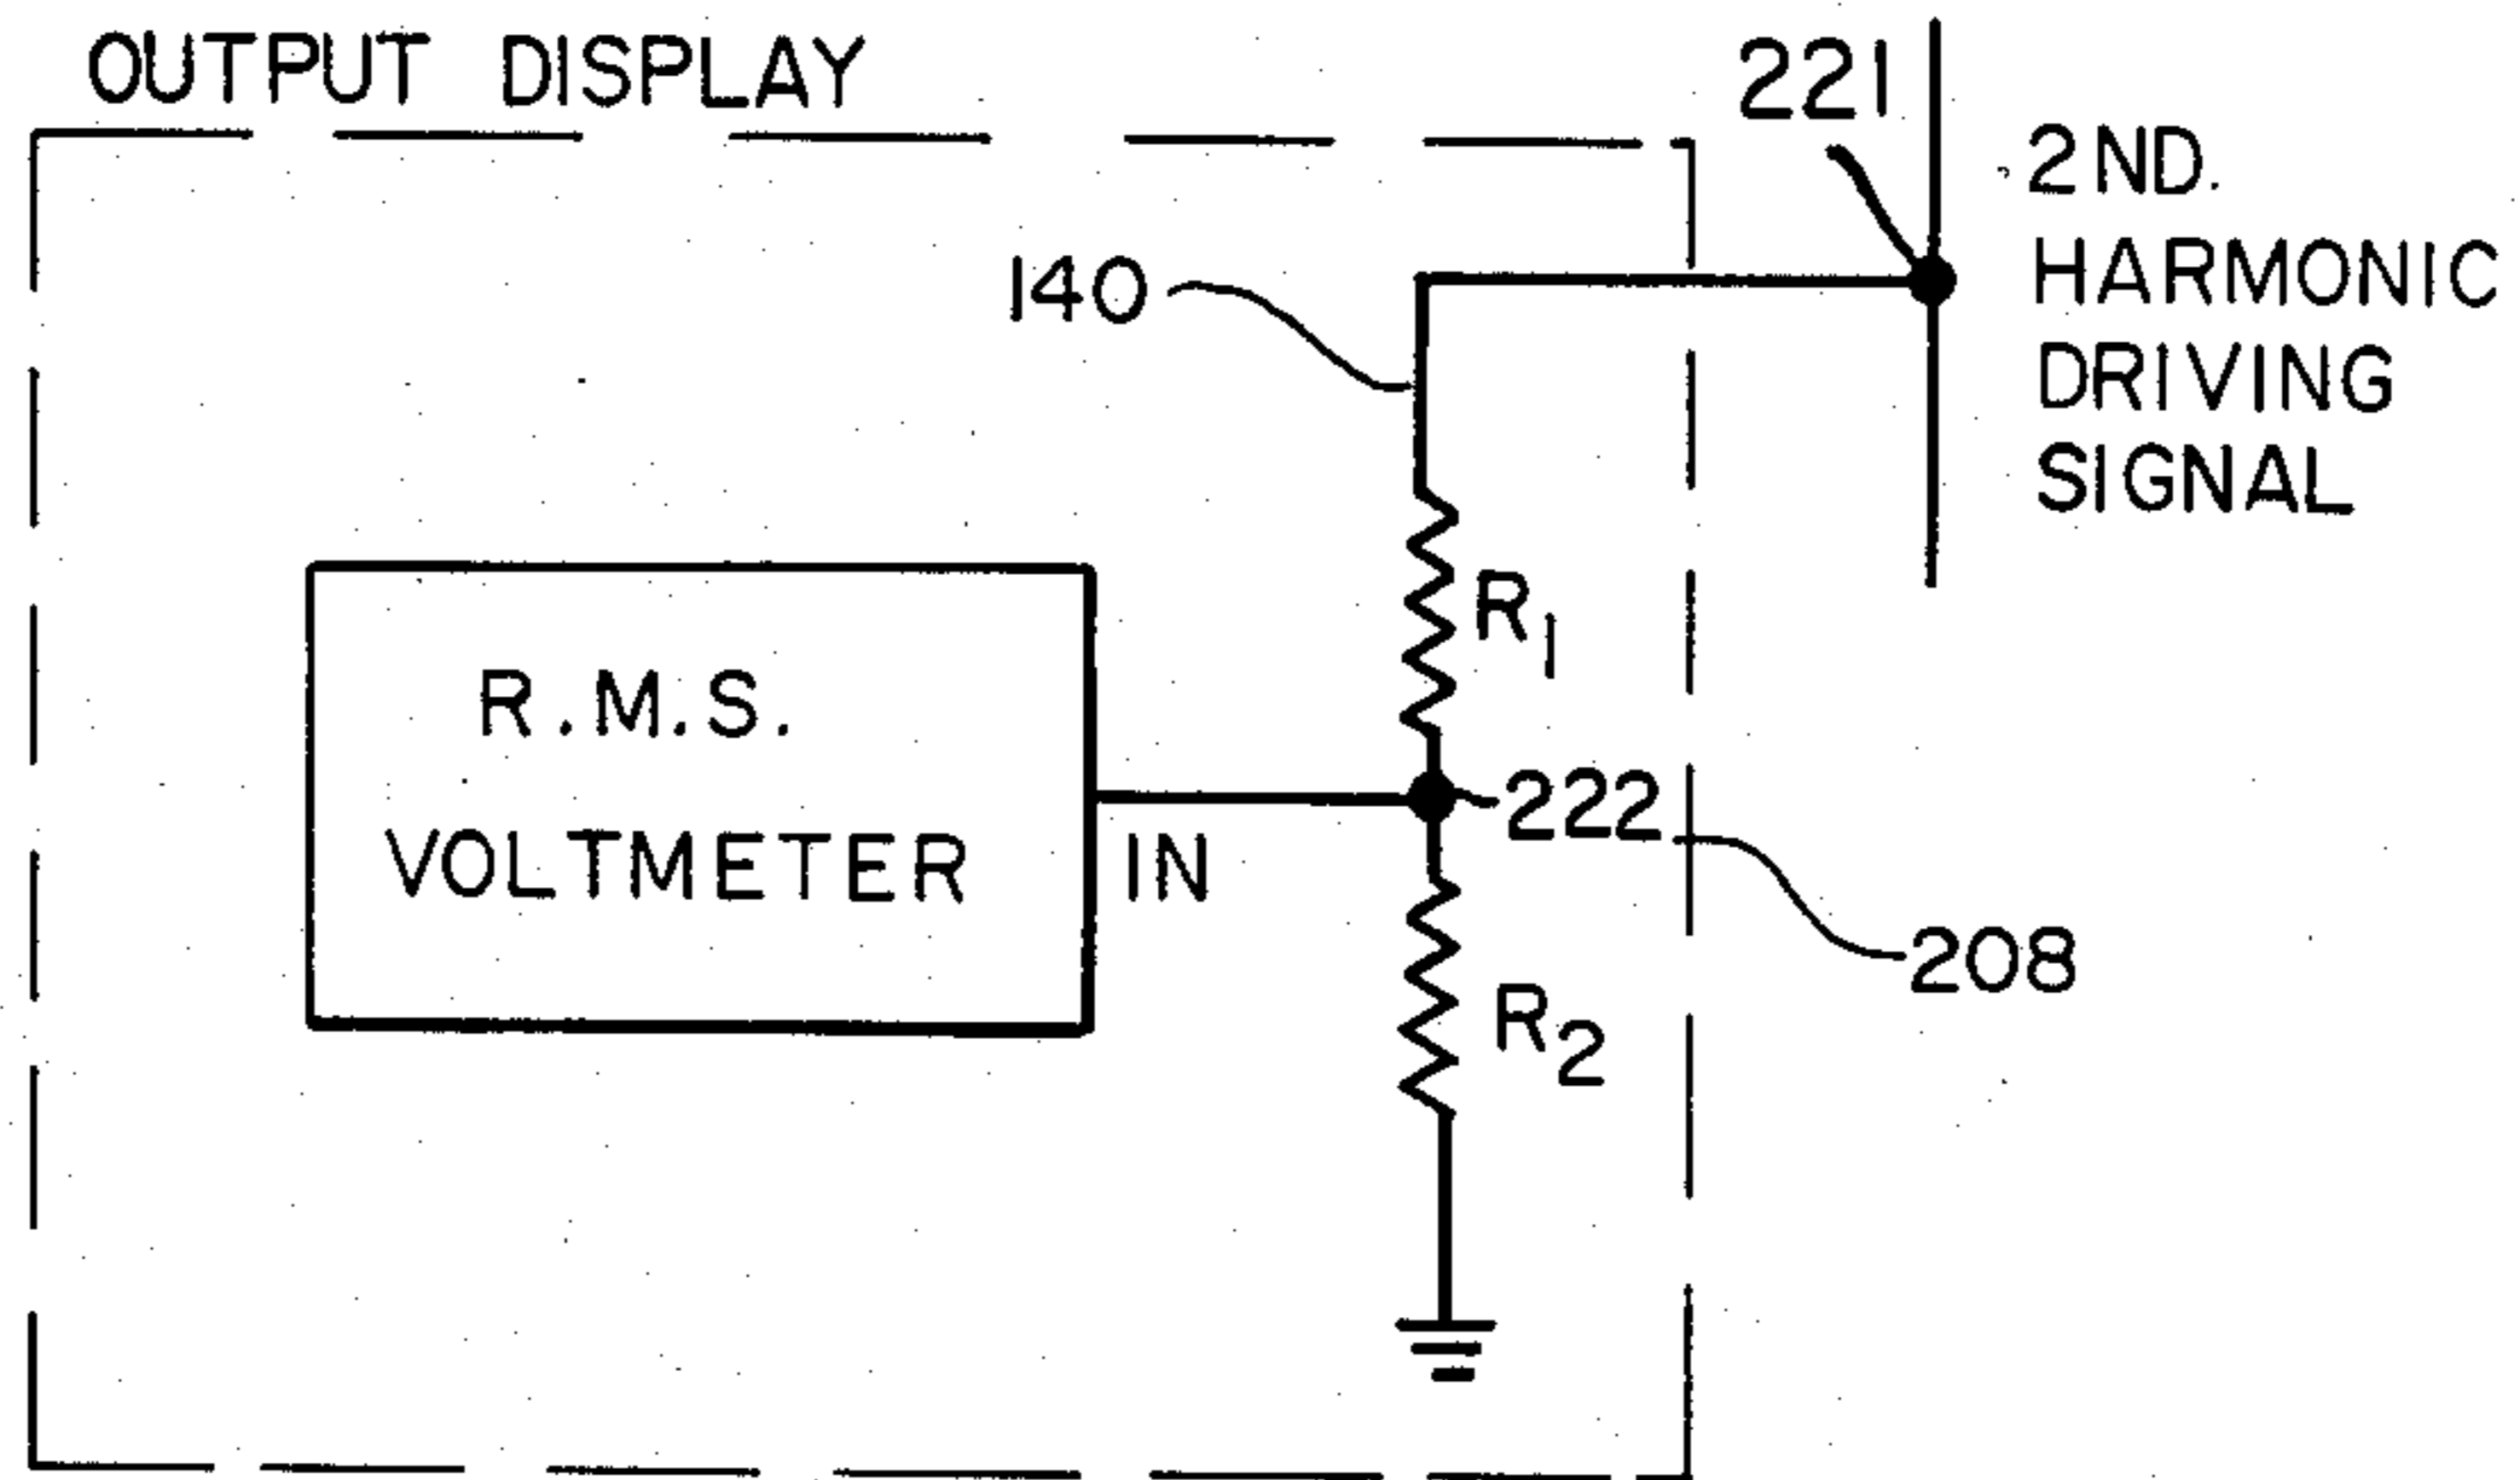 OUTPUT DISPLAY
221
2ND.
HARMONIC
DRIVING
SIGNAL
140
R1
R.M.S.
VOLTMETER
IN
222
208
R2